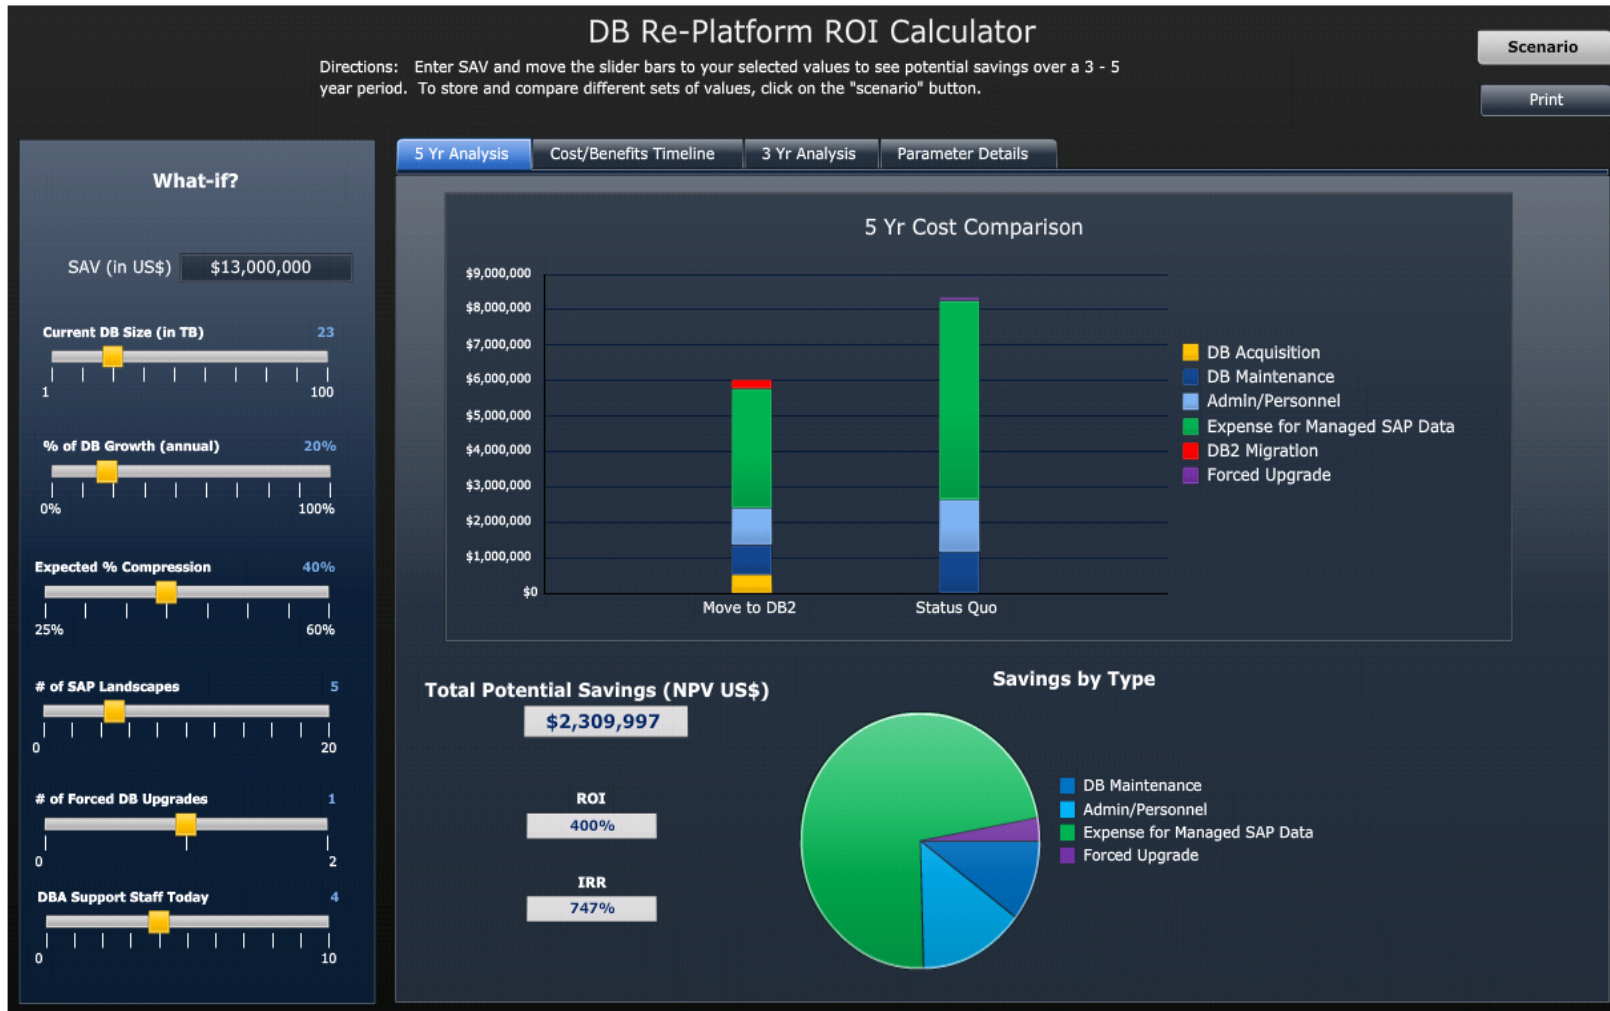 DB Re-Platform ROI Calculator
Directions: Enter SAV and move the slider bars to your selected values to see potential savings over a 3 - 5
year period. To store and compare different sets of values, click on the "scenario" button.
Scenario
Print
What-if?
SAV (in US$) $13,000,000
Current DB Size (in TB) 23
1 100
% of DB Growth (annual) 20%
0% 100%
Expected % Compression 40%
25% 60%
# of SAP Landscapes 5
0 20
# of Forced DB Upgrades 1
0 2
DBA Support Staff Today 4
0 10
5 Yr Analysis Cost/Benefits Timeline 3 Yr Analysis Parameter Details
5 Yr Cost Comparison
$9,000,000
$8,000,000
$7,000,000
$6,000,000
$5,000,000
$4,000,000
$3,000,000
$2,000,000
$1,000,000
$0
Move to DB2 Status Quo
DB Acquisition
DB Maintenance
Admin/Personnel
Expense for Managed SAP Data
DB2 Migration
Forced Upgrade
Total Potential Savings (NPV US$)
$2,309,997
ROI
400%
IRR
747%
Savings by Type
DB Maintenance
Admin/Personnel
Expense for Managed SAP Data
Forced Upgrade